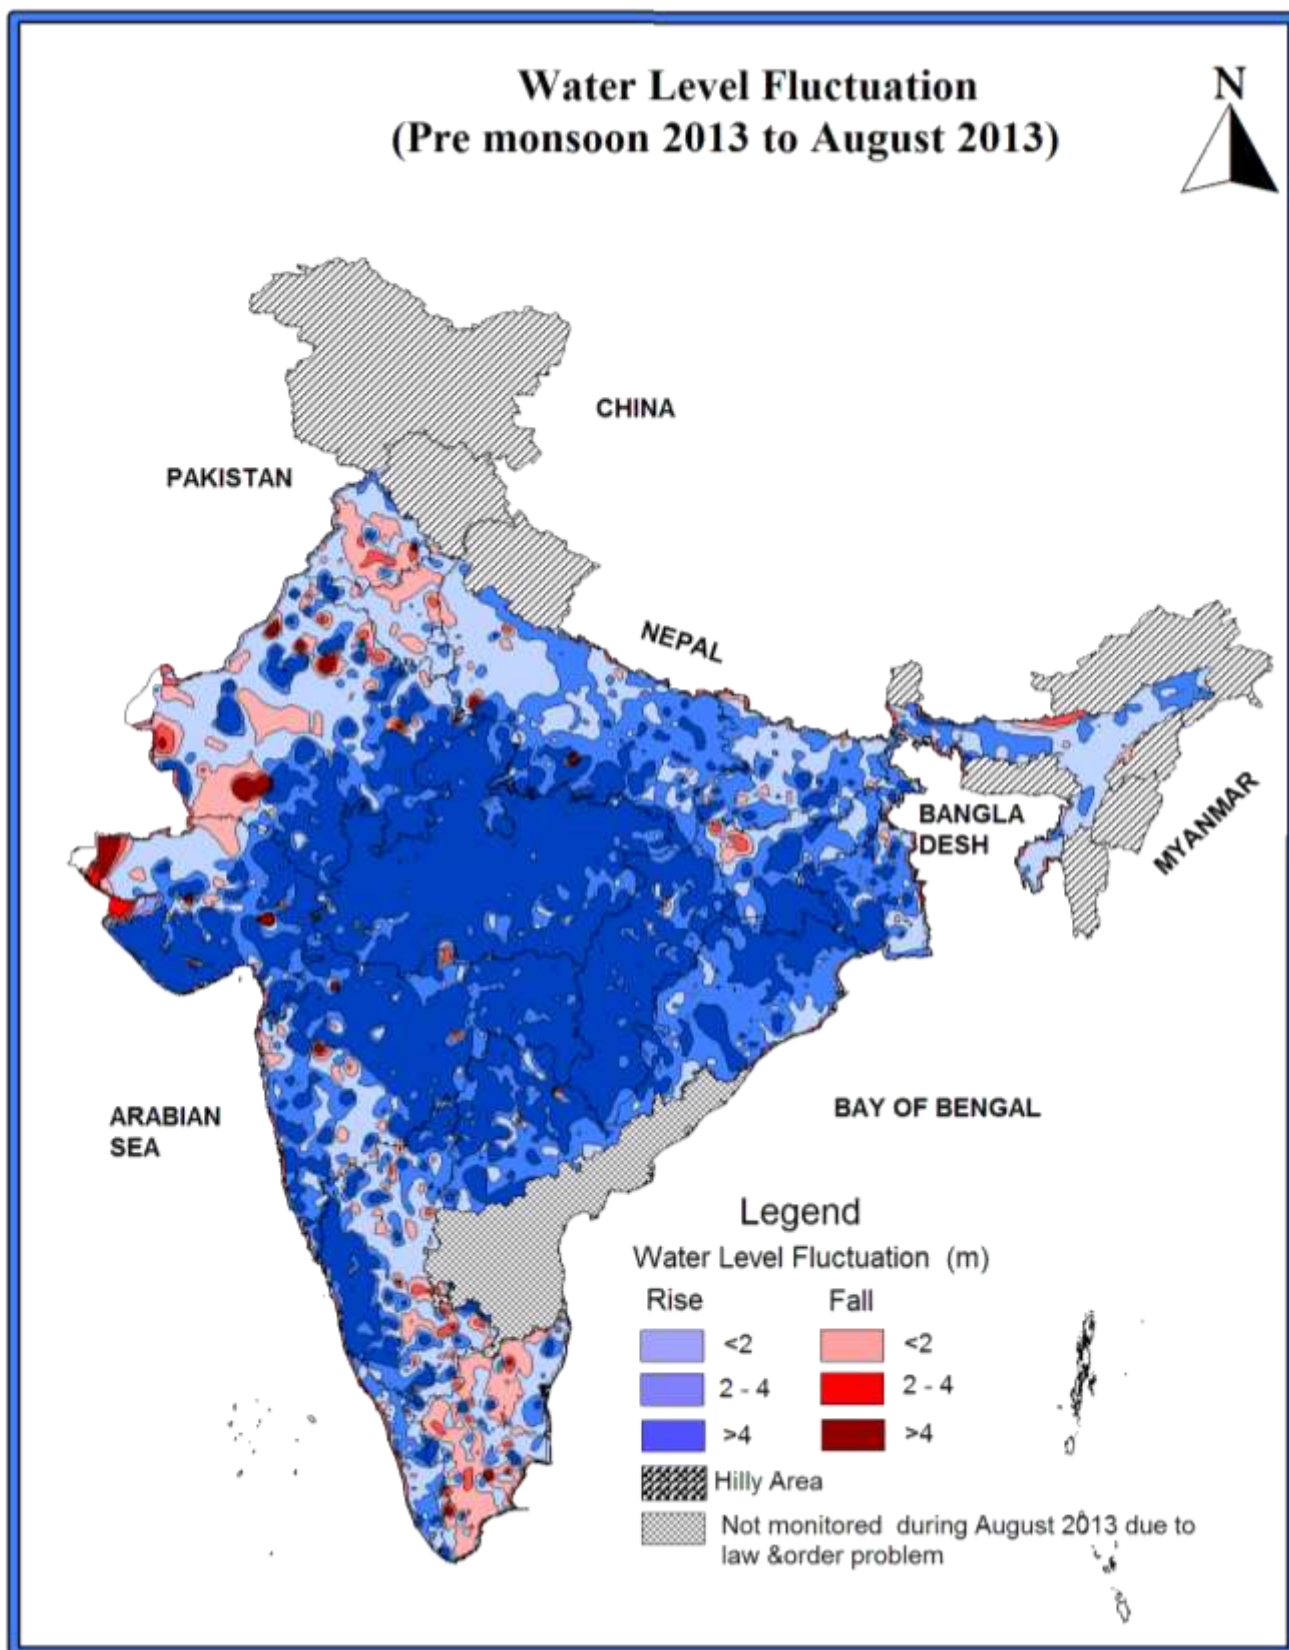 Water Level Fluctuation
(Pre monsoon 2013 to August 2013)
N
CHINA
PAKISTAN
NEPAL
BANGLA
DESH
MYANMAR
ARABIAN
SEA
BAY OF BENGAL
Legend
Water Level Fluctuation (m)
Rise Fall
<2 <2
2 - 4 2 - 4
>4 >4
Hilly Area
Not monitored during August 2013 due to
law &order problem